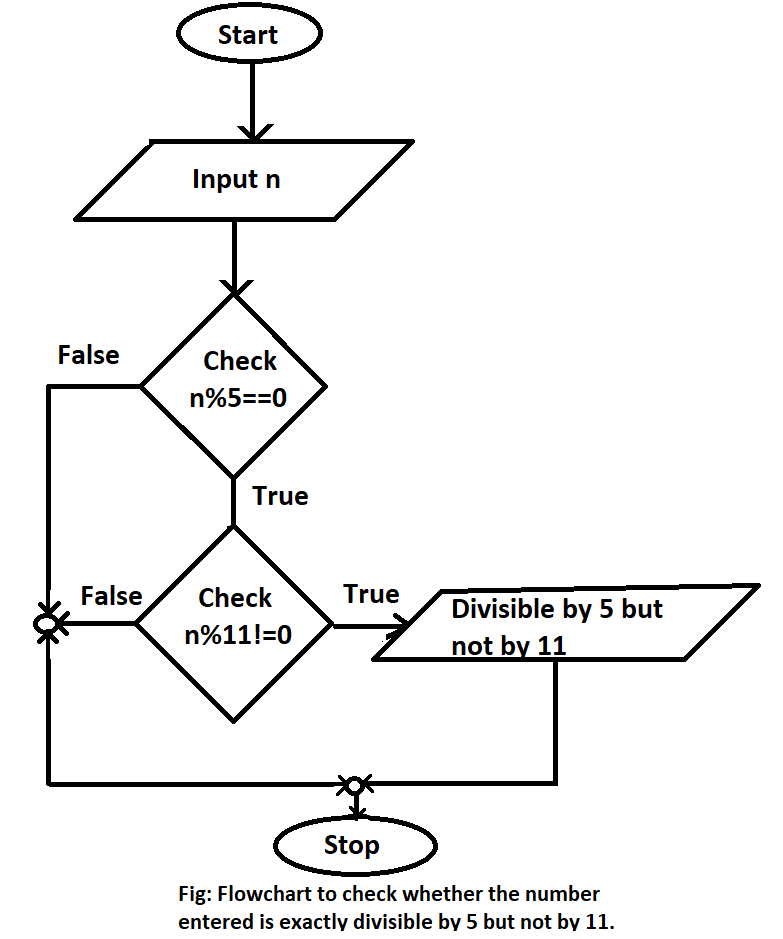 Start
Input n
False
Check
n%5==0
True
False
Check
n%11!=0
True
Divisible by 5 but
not by 11
Stop
Fig: Flowchart to check whether the number
entered is exactly divisible by 5 but not by 11.